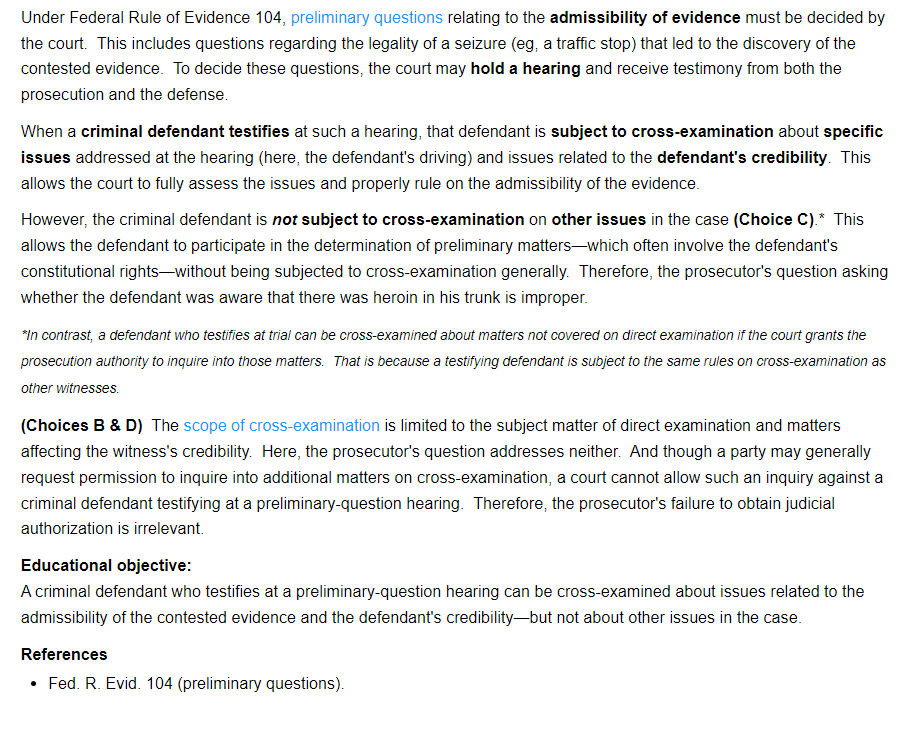 Under Federal Rule of Evidence 104, preliminary questions relating to the admissibility of evidence must be decided by
the court.  This includes questions regarding the legality of a seizure (eg, a traffic stop) that led to the discovery of the
contested evidence.  To decide these questions, the court may hold a hearing and receive testimony from both the
prosecution and the defense.
When a criminal defendant testifies at such a hearing, that defendant is subject to cross-examination about specific
issues addressed at the hearing (here, the defendant's driving) and issues related to the defendant's credibility.  This
allows the court to fully assess the issues and properly rule on the admissibility of the evidence.
However, the criminal defendant is not subject to cross-examination on other issues in the case (Choice C).*  This
allows the defendant to participate in the determination of preliminary matters—which often involve the defendant's
constitutional rights—without being subjected to cross-examination generally.  Therefore, the prosecutor's question asking
whether the defendant was aware that there was heroin in his trunk is improper.
*In contrast, a defendant who testifies at trial can be cross-examined about matters not covered on direct examination if the court grants the
prosecution authority to inquire into those matters.  That is because a testifying defendant is subject to the same rules on cross-examination as
other witnesses.
(Choices B & D)  The scope of cross-examination is limited to the subject matter of direct examination and matters
affecting the witness's credibility.  Here, the prosecutor's question addresses neither.  And though a party may generally
request permission to inquire into additional matters on cross-examination, a court cannot allow such an inquiry against a
criminal defendant testifying at a preliminary-question hearing.  Therefore, the prosecutor's failure to obtain judicial
authorization is irrelevant.
Educational objective:
A criminal defendant who testifies at a preliminary-question hearing can be cross-examined about issues related to the
admissibility of the contested evidence and the defendant's credibility—but not about other issues in the case.
References
• Fed. R. Evid. 104 (preliminary questions).